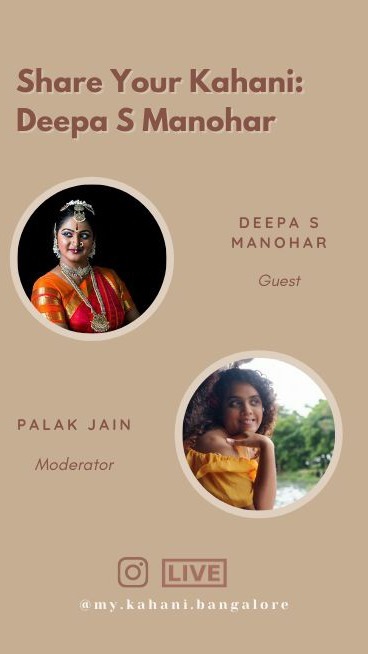 Share Your Kahani:
Deepa S Manohar
DEEPA S
MANOHAR
Guest
PALAK JAIN
Moderator
LIVE
@my.kahani.bangalore